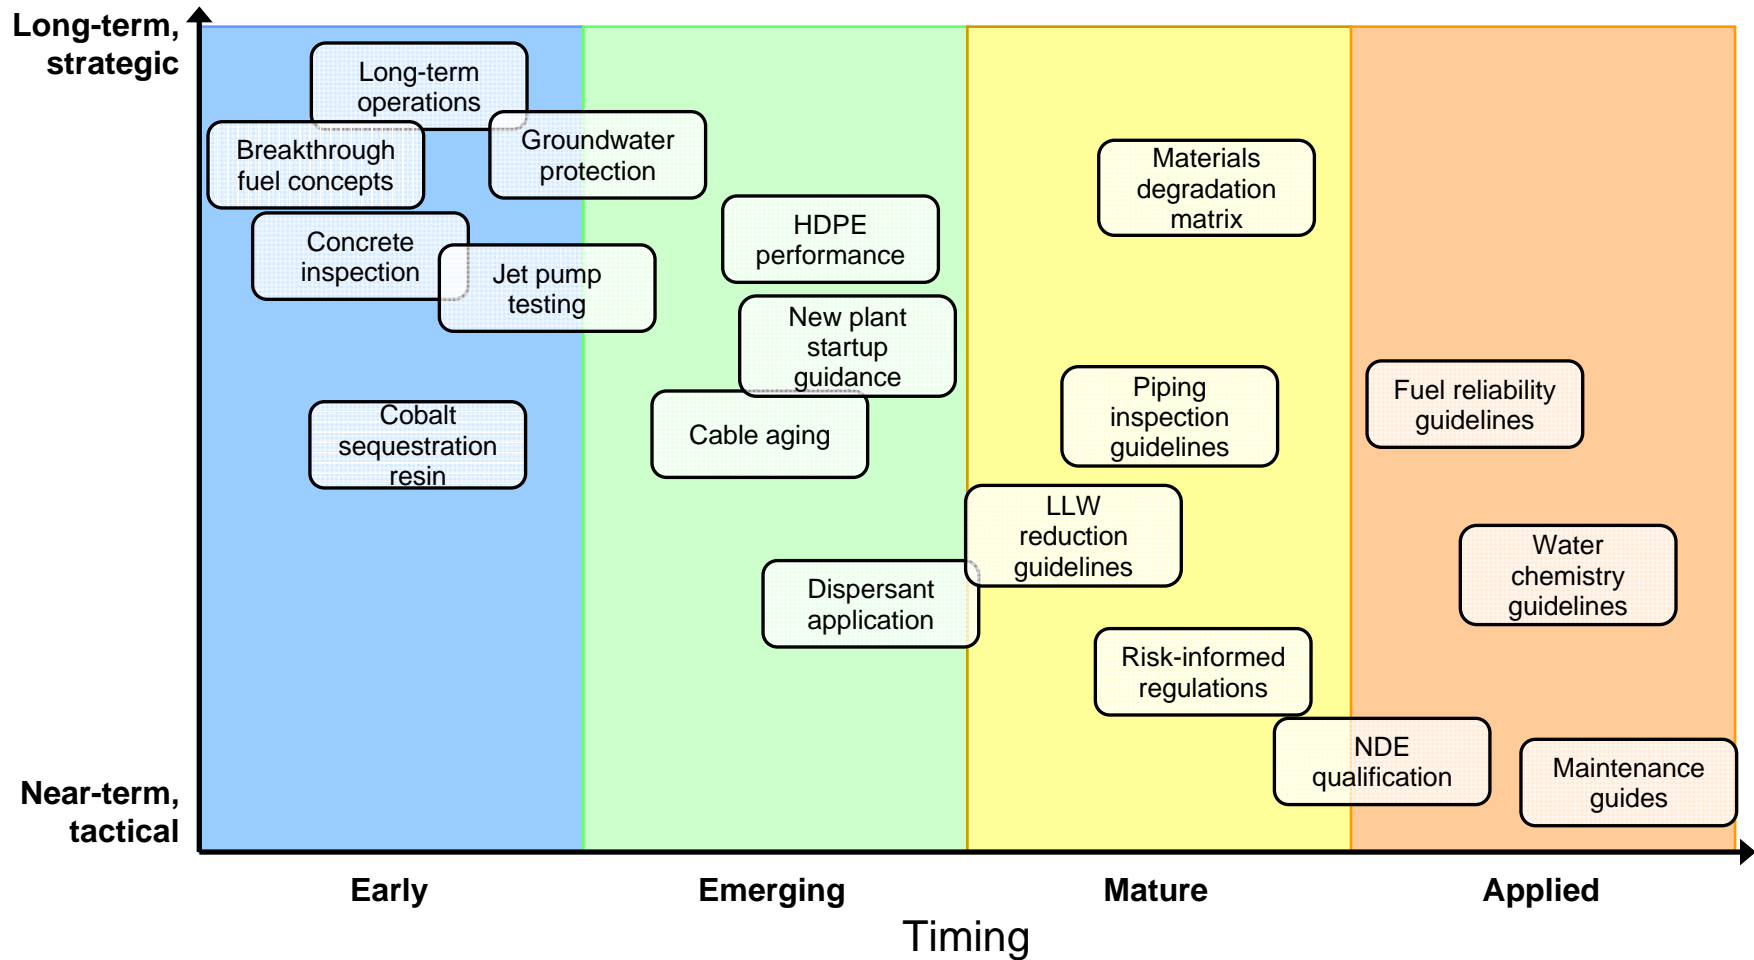 Long-term,
strategic
Long-term
operations
Breakthrough
fuel concepts
Groundwater
protection
Concrete
inspection
Jet pump
testing
Cobalt
sequestration
resin
HDPE
performance
New plant
startup
guidance
Cable aging
Dispersant
application
Materials
degradation
matrix
Piping
inspection
guidelines
LLW
reduction
guidelines
Risk-informed
regulations
NDE
qualification
Fuel reliability
guidelines
Water
chemistry
guidelines
Maintenance
guides
Near-term,
tactical
Early
Emerging
Mature
Applied
Timing